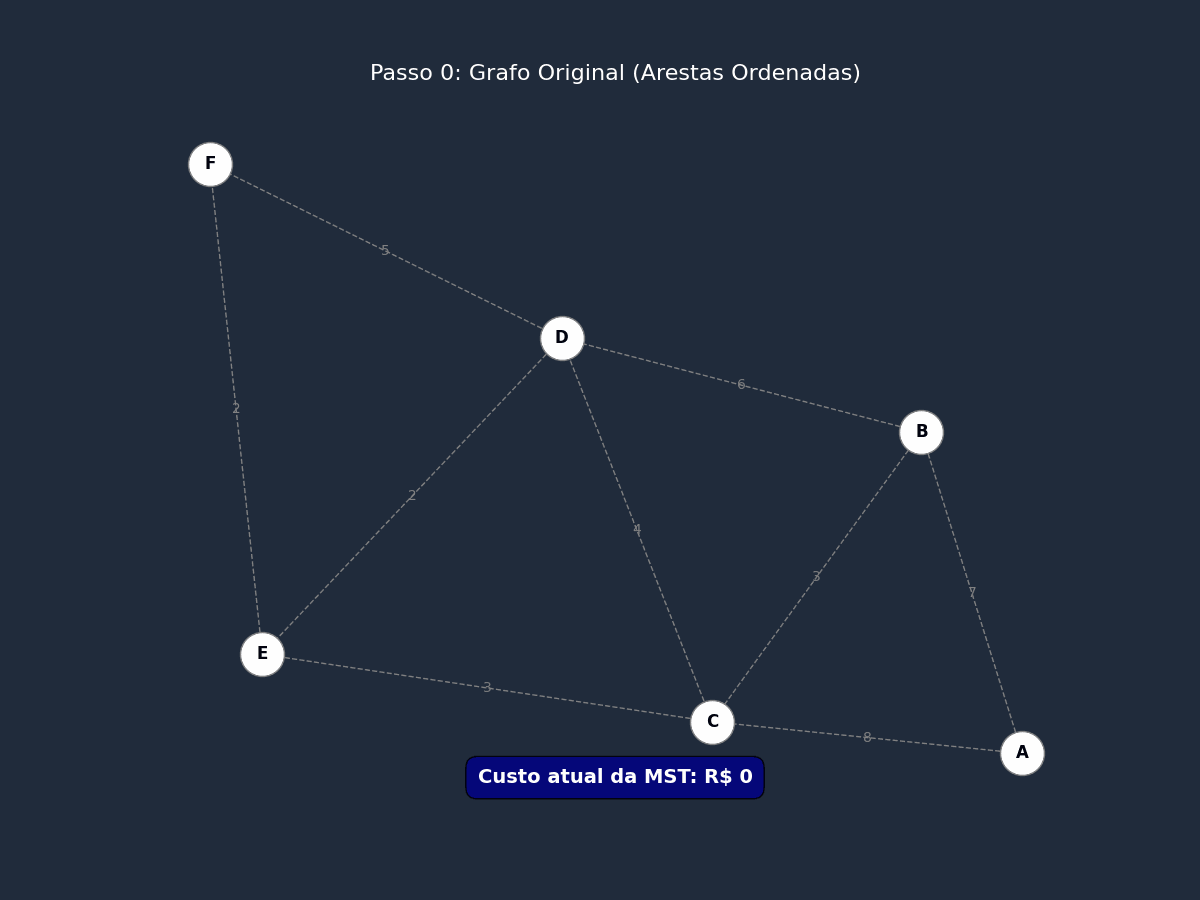 Passo 0: Grafo Original (Arestas Ordenadas)
F
5
D
6
2
B
2
4
3
7
E
3
C
8
A
Custo atual da MST: R$ 0